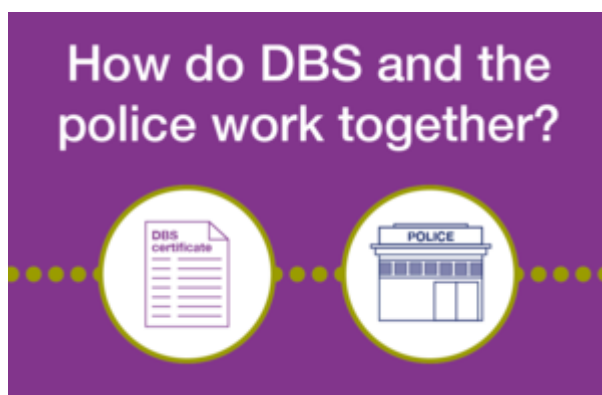 How do DBS and the
police work together?
DBS
certificate
POLICE